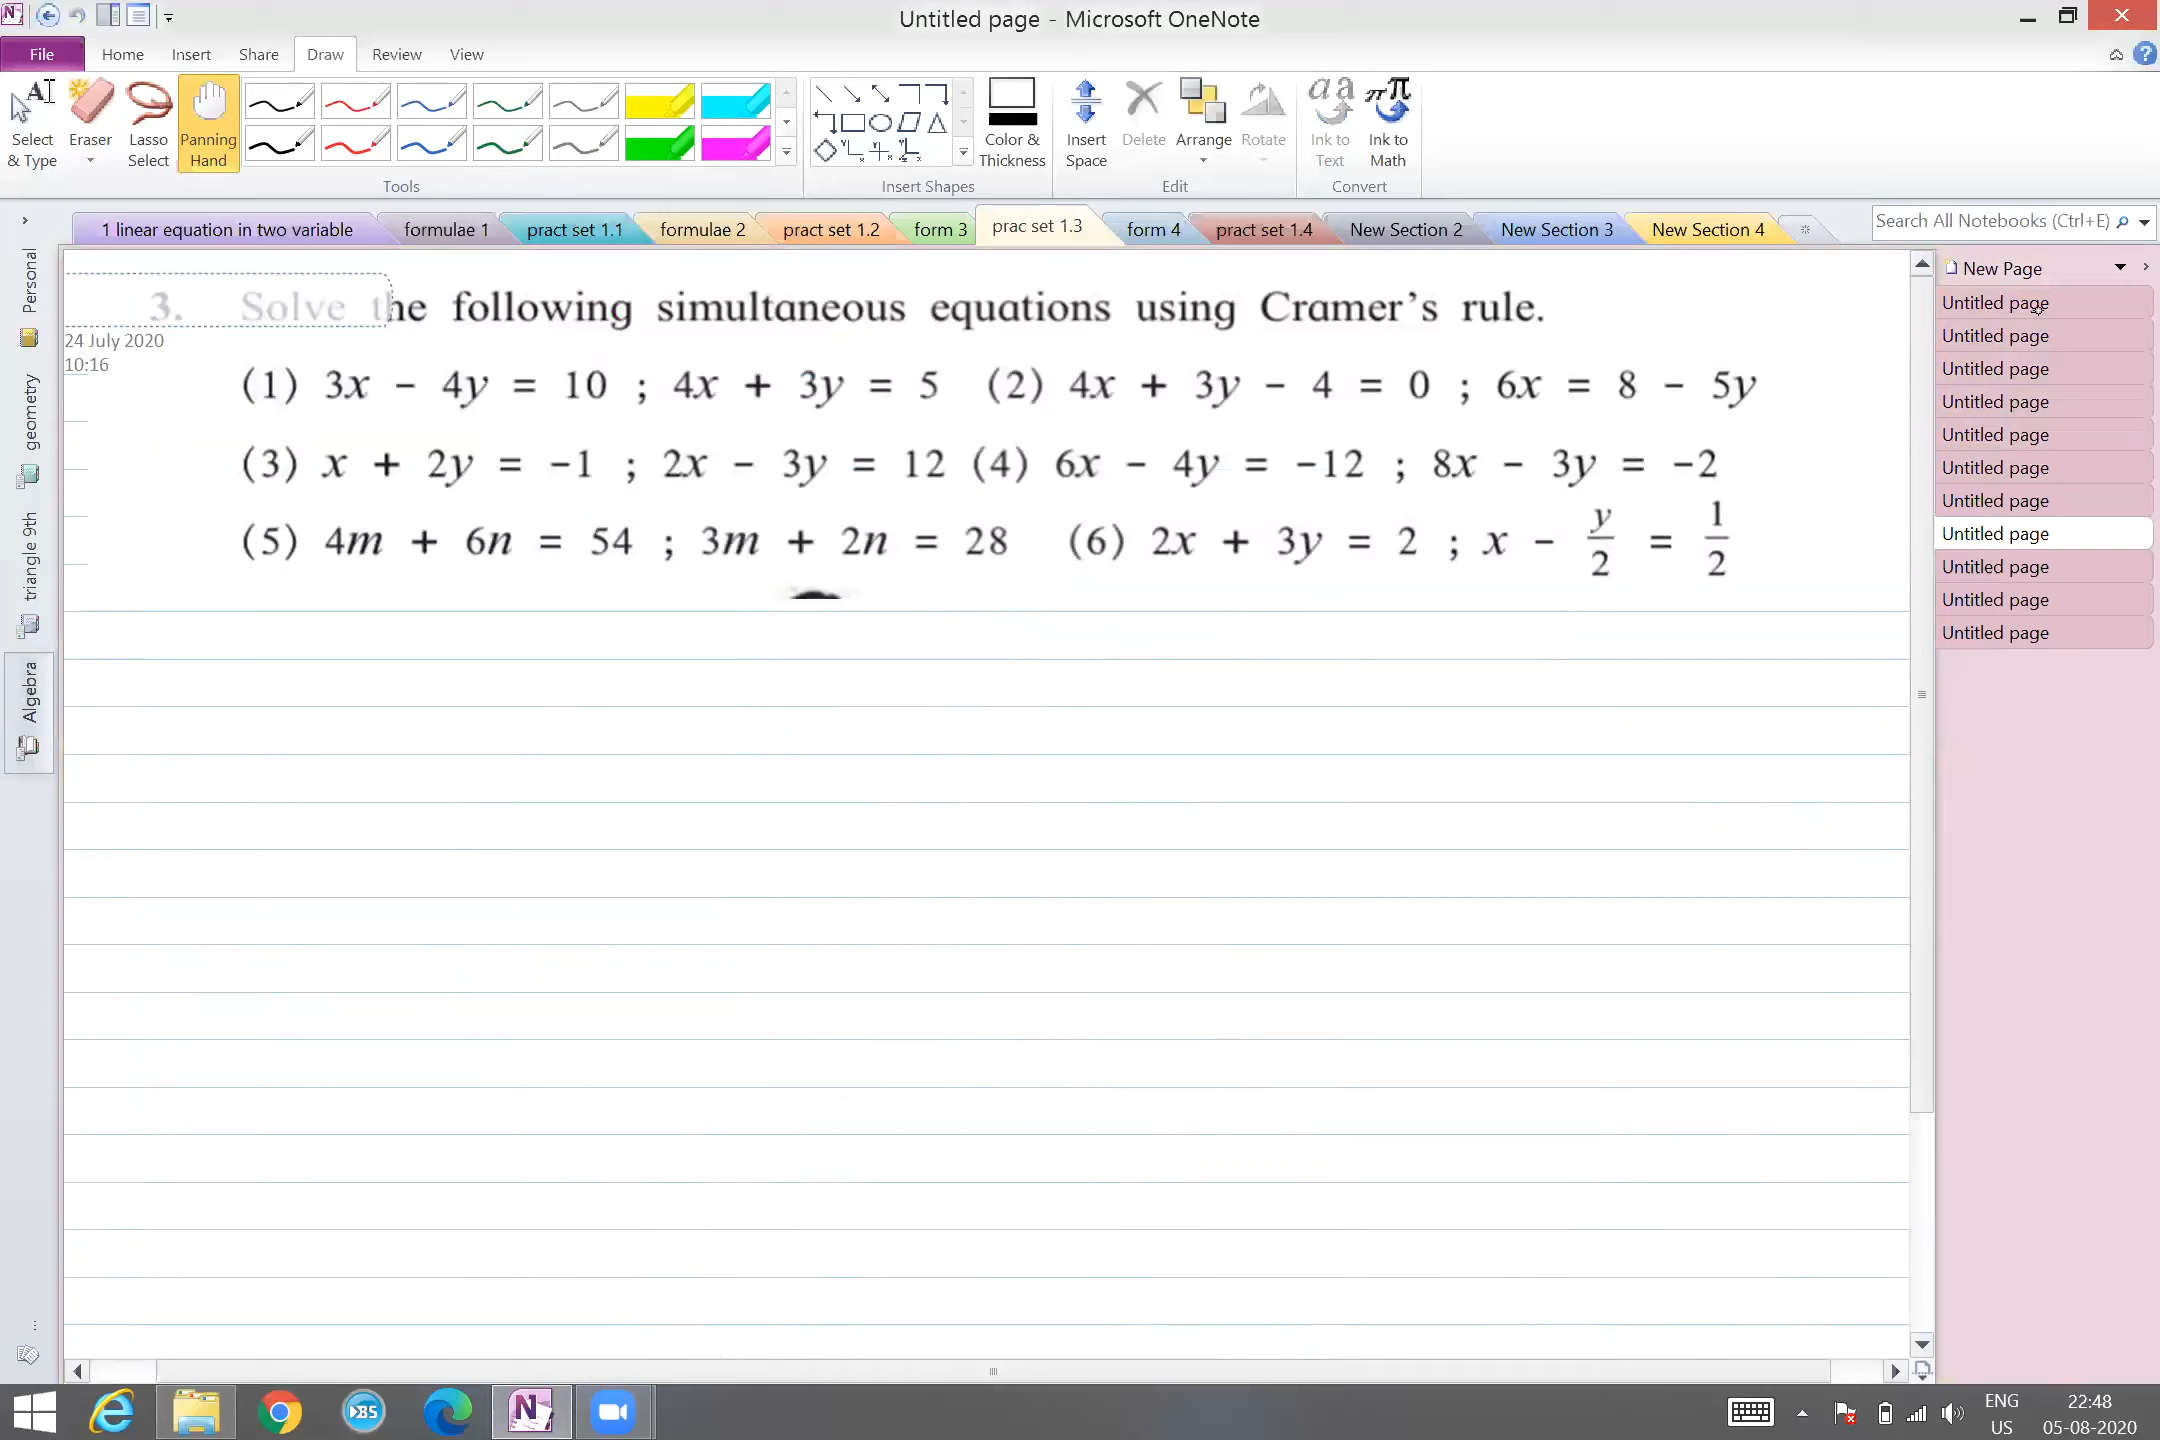 Untitled page - Microsoft OneNote
File Home Insert Share Draw Review View
Select & Type
Eraser
Lasso Select
Panning Hand
Color & Thickness
Insert Space
Delete
Arrange
Rotate
Ink to Text
Ink to Math
Tools Insert Shapes Edit Convert
1 linear equation in two variable formulae 1 pract set 1.1 formulae 2 pract set 1.2 form 3 prac set 1.3 form 4 pract set 1.4 New Section 2 New Section 3 New Section 4
Search All Notebooks (Ctrl+E)
Personal
geometry
triangle 9th
Algebra
3. Solve the following simultaneous equations using Cramer's rule.
24 July 2020
10:16
(1) 3x − 4y = 10 ; 4x + 3y = 5 (2) 4x + 3y − 4 = 0 ; 6x = 8 − 5y
(3) x + 2y = −1 ; 2x − 3y = 12 (4) 6x − 4y = −12 ; 8x − 3y = −2
(5) 4m + 6n = 54 ; 3m + 2n = 28 (6) 2x + 3y = 2 ; x − y/2 = 1/2
New Page
Untitled page
Untitled page
Untitled page
Untitled page
Untitled page
Untitled page
Untitled page
Untitled page
Untitled page
Untitled page
Untitled page
ENG
US
22:48
05-08-2020